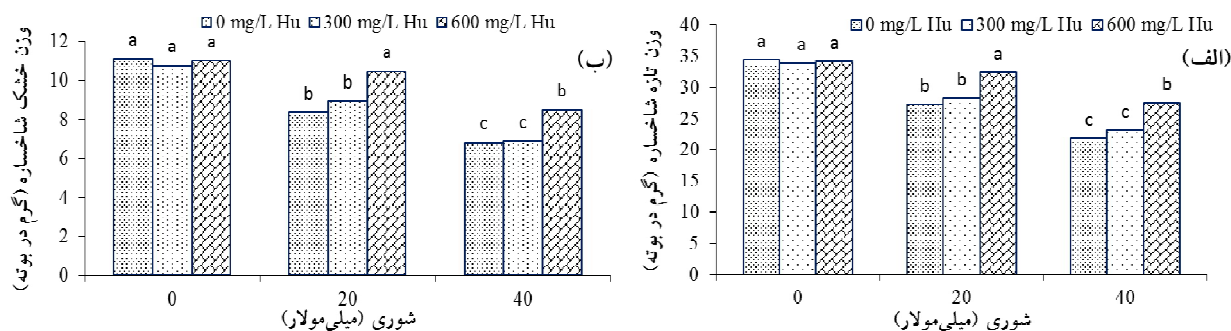 0 mg/L Hu 300 mg/L Hu 600 mg/L Hu
(الف)
وزن تازه شاخساره (گرم در بوته)
40
35
30
25
20
15
10
5
0
a a a
b b a
c c b
0 20 40
شوری (میلی‌مولار)
0 mg/L Hu 300 mg/L Hu 600 mg/L Hu
(ب)
وزن خشک شاخساره (گرم در بوته)
12
10
8
6
4
2
0
a a a
b b a
c c b
0 20 40
شوری (میلی‌مولار)